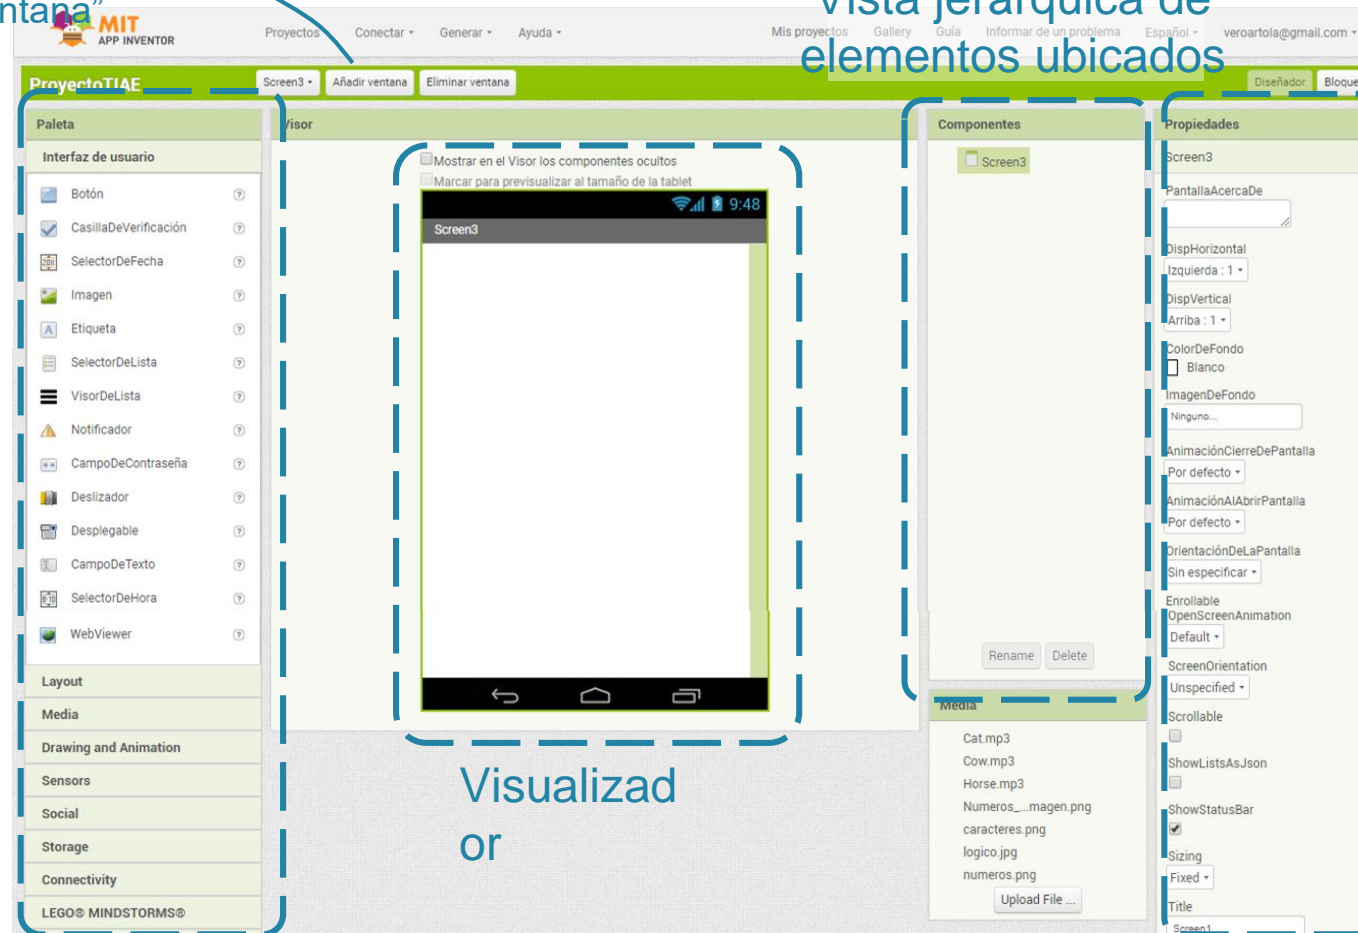 ntana”
Vista jerárquica de
elementos ubicados
MIT
APP INVENTOR
Proyectos Conectar Generar Ayuda Mis proyectos Gallery Guía Informar de un problema Español veroartola@gmail.com
ProyectoTIAE Screen3 Añadir ventana Eliminar ventana Diseñador Bloque
Paleta
Interfaz de usuario
Botón
CasillaDeVerificación
SelectorDeFecha
Imagen
Etiqueta
SelectorDeLista
VisorDeLista
Notificador
CampoDeContraseña
Deslizador
Desplegable
CampoDeTexto
SelectorDeHora
WebViewer
Layout
Media
Drawing and Animation
Sensors
Social
Storage
Connectivity
LEGO® MINDSTORMS®
Visor
Mostrar en el Visor los componentes ocultos
Marcar para previsualizar al tamaño de la tablet
9:48
Screen3
Visualizad
or
Componentes
Screen3
Rename Delete
Media
Cat.mp3
Cow.mp3
Horse.mp3
Numeros_...magen.png
caracteres.png
logico.jpg
numeros.png
Upload File ...
Propiedades
Screen3
PantallaAcercaDe
DispHorizontal
Izquierda : 1
DispVertical
Arriba : 1
ColorDeFondo
Blanco
ImagenDeFondo
Ninguno...
AnimaciónCierreDePantalla
Por defecto
AnimaciónAlAbrirPantalla
Por defecto
OrientaciónDeLaPantalla
Sin especificar
Enrollable
OpenScreenAnimation
Default
ScreenOrientation
Unspecified
Scrollable
ShowListsAsJson
ShowStatusBar
Sizing
Fixed
Title
Screen1